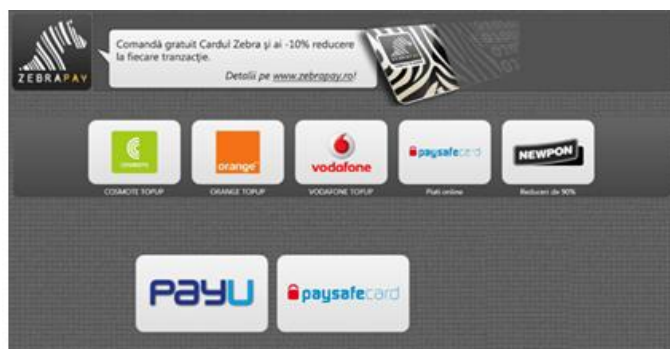 Comandă gratuit Cardul Zebra și ai -10% reducere
la fiecare tranzacție.
Detalii pe www.zebrapay.ro!
ZEBRAPAY
orange
vodafone
paysafecard
NEWPON
COSMOTE TOPUP
ORANGE TOPUP
VODAFONE TOPUP
Plati online
Reduceri de 90%
PayU
paysafecard